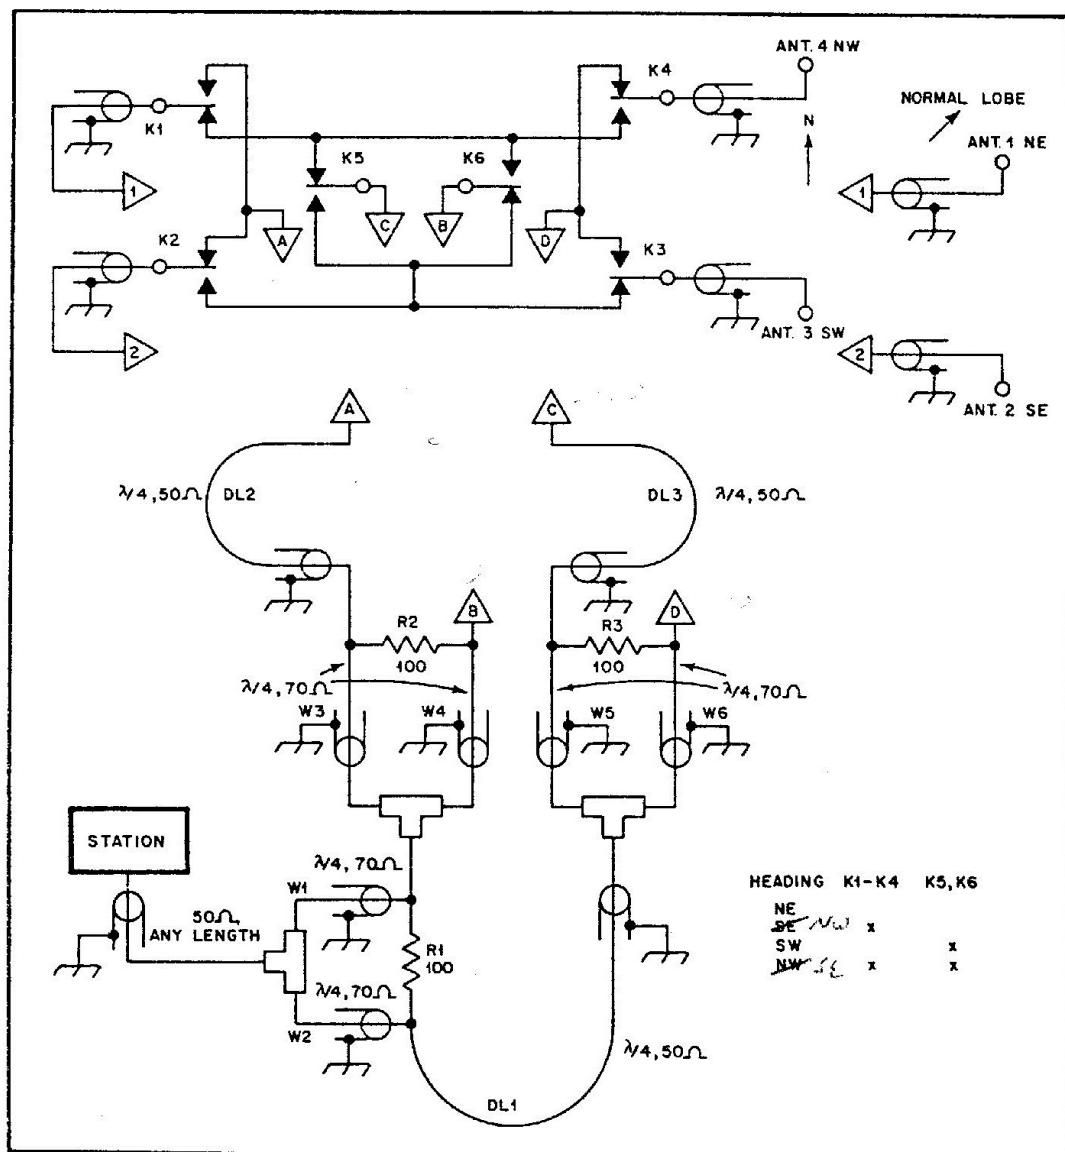 ANT. 4 NW
K4
K1
N
NORMAL LOBE
ANT. 1 NE
K5
K6
1
C
B
1
K2
A
D
K3
2
ANT. 3 SW
2
ANT. 2 SE
A
C
λ/4, 50Ω
DL2
DL3
λ/4, 50Ω
B
D
R2
100
R3
100
λ/4, 70Ω
λ/4, 70Ω
W3
W4
W5
W6
STATION
λ/4, 70Ω
W1
50Ω,
ANY LENGTH
R1
100
λ/4, 70Ω
W2
λ/4, 50Ω
DL1
HEADING K1-K4 K5, K6
NE
SE NW x
SW x
NW SE x x